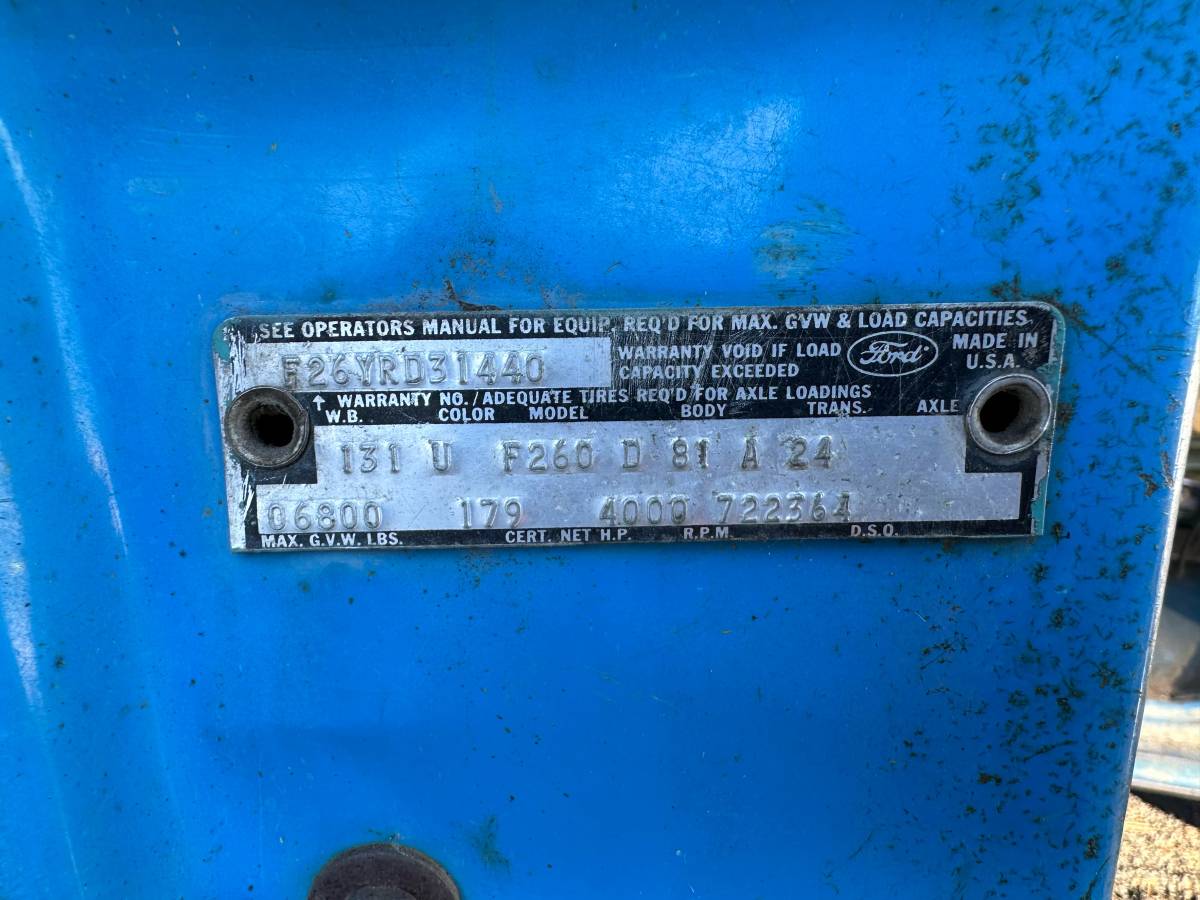 SEE OPERATORS MANUAL FOR EQUIP. REQ'D FOR MAX. GVW & LOAD CAPACITIES
F26YRD31440
WARRANTY VOID IF LOAD
CAPACITY EXCEEDED
Ford
MADE IN
U.S.A.
↑ WARRANTY NO./ADEQUATE TIRES REQ'D FOR AXLE LOADINGS
W.B. COLOR MODEL BODY TRANS. AXLE
131 U F260 D 81 A 24
06800 179 4000 722364
MAX. G.V.W. LBS. CERT. NET H.P. R.P.M. D.S.O.